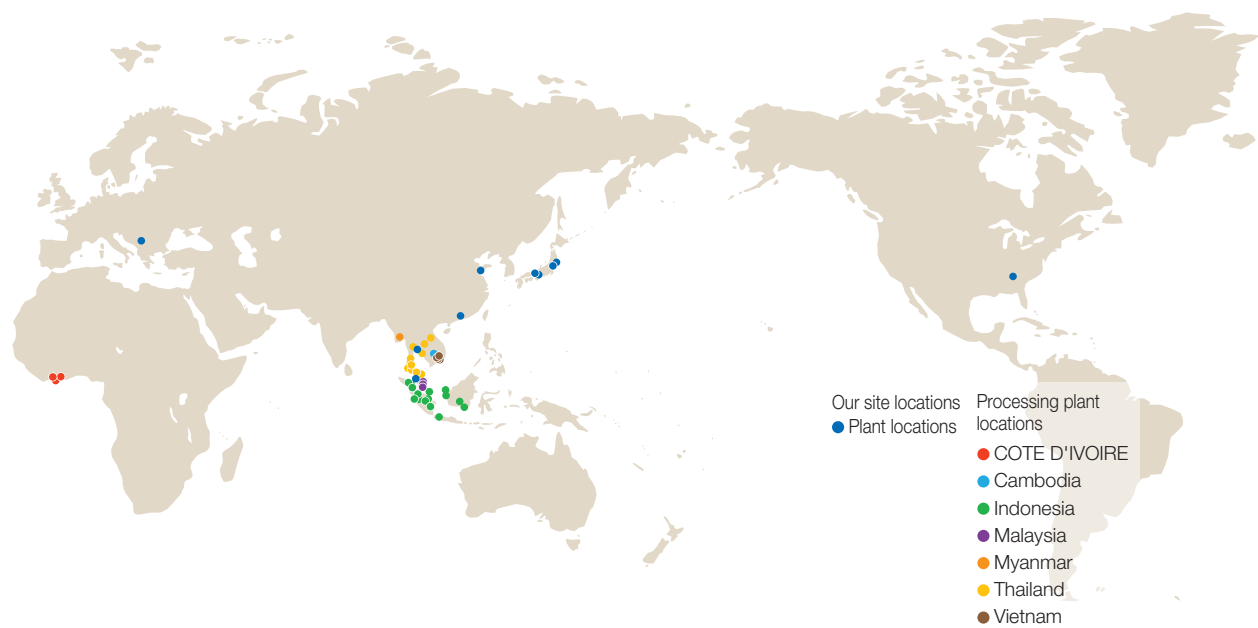 Our site locations
Plant locations
Processing plant
locations
COTE D'IVOIRE
Cambodia
Indonesia
Malaysia
Myanmar
Thailand
Vietnam